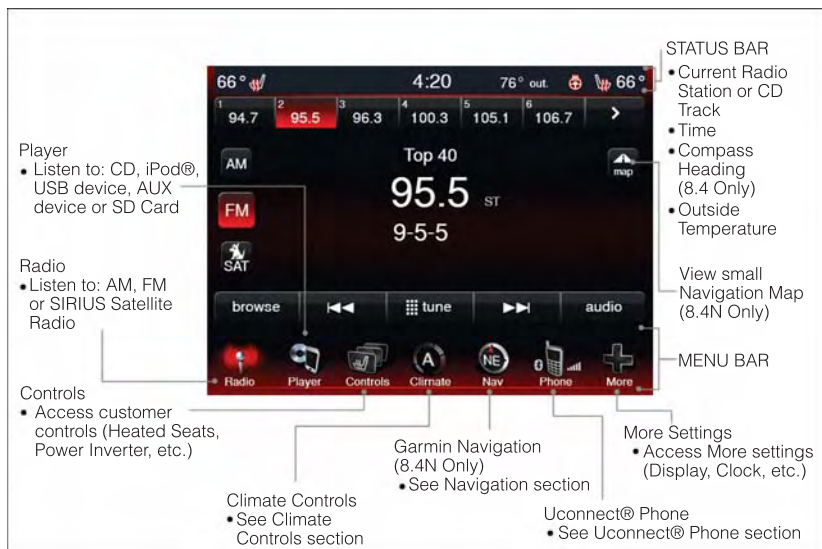 STATUS BAR
• Current Radio
Station or CD
Track
• Time
• Compass
Heading
(8.4 Only)
• Outside
Temperature
66° 4:20 76° out. 66°
1 94.7 2 95.5 3 96.3 4 100.3 5 105.1 6 106.7 >
AM
FM
SAT
Top 40
95.5 ST
9-5-5
map
browse tune audio
Radio Player Controls A Climate NE Nav Phone More
Player
• Listen to: CD, iPod®,
USB device, AUX
device or SD Card
Radio
• Listen to: AM, FM
or SIRIUS Satellite
Radio
Controls
• Access customer
controls (Heated Seats,
Power Inverter, etc.)
View small
Navigation Map
(8.4N Only)
MENU BAR
Climate Controls
• See Climate
Controls section
Garmin Navigation
(8.4N Only)
• See Navigation section
Uconnect® Phone
• See Uconnect® Phone section
More Settings
• Access More settings
(Display, Clock, etc.)